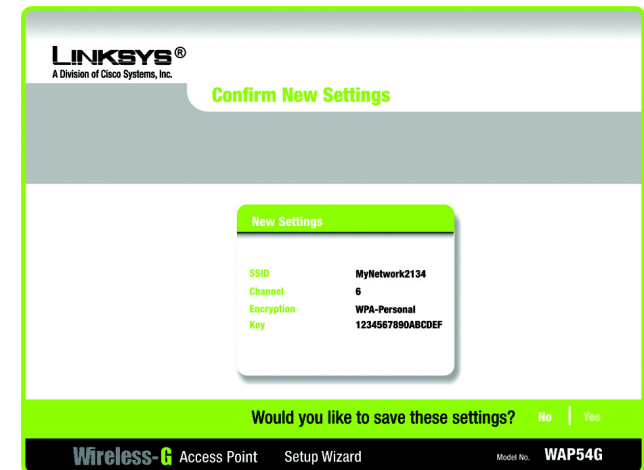 LINKSYS®
A Division of Cisco Systems, Inc.
Confirm New Settings
New Settings
SSID MyNetwork2134
Channel 6
Encryption WPA-Personal
Key 1234567890ABCDEF
Would you like to save these settings? No Yes
Wireless-G Access Point Setup Wizard Model No. WAP54G